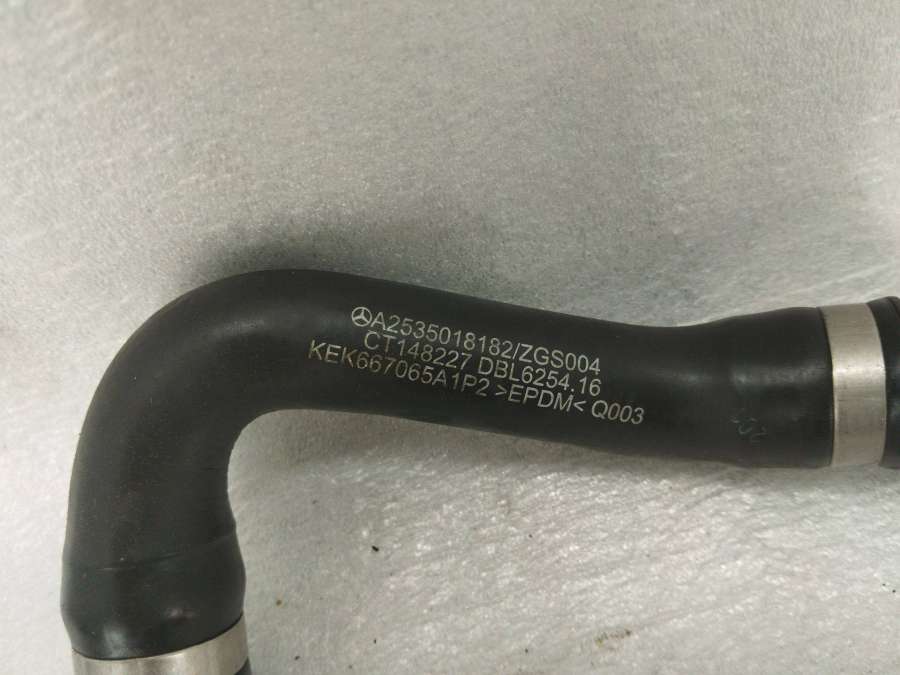 A2535018182/ZGS004
CT148227 DBL6254.16
KEK667065A1P2 >EPDM< Q003